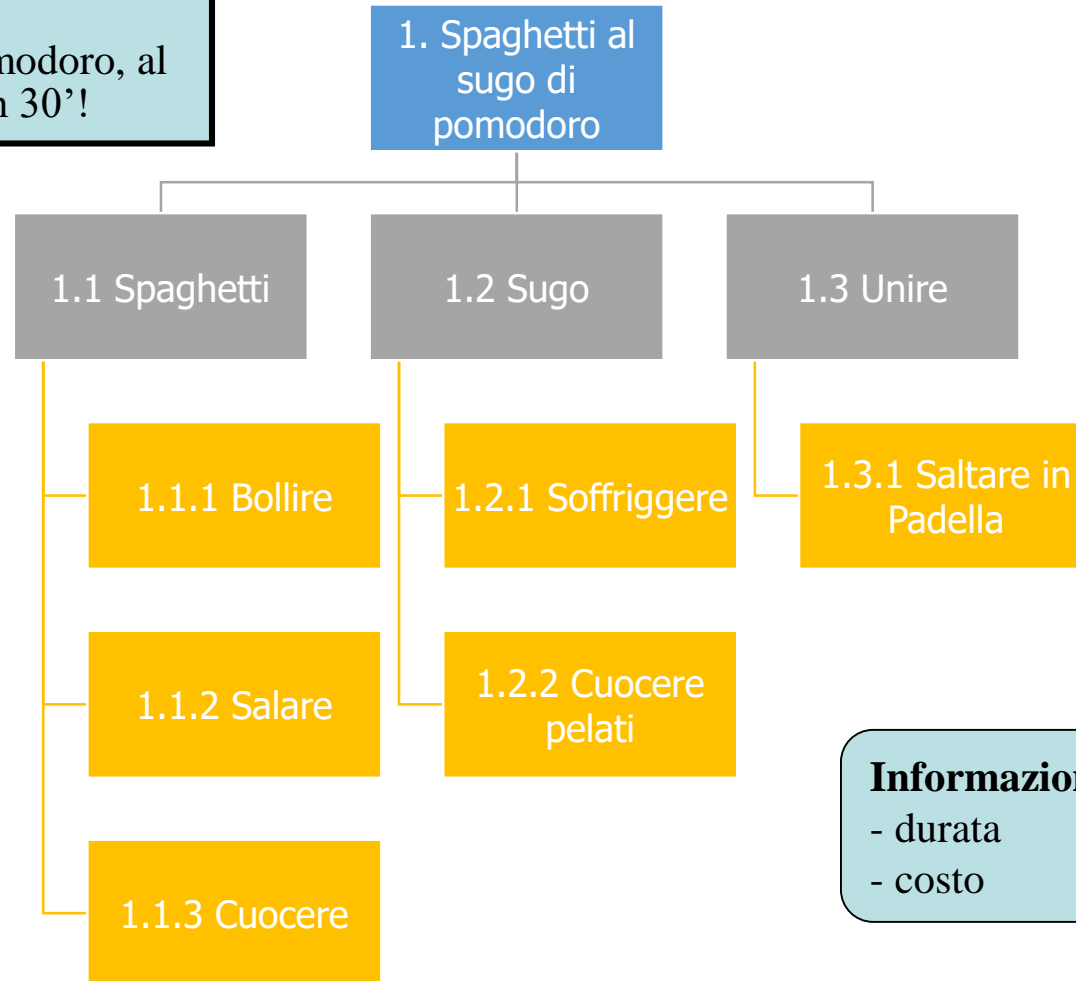 al
30’!
1. Spaghetti al
sugo di
pomodoro
1.1 Spaghetti
1.2 Sugo
1.3 Unire
1.1.1 Bollire
1.2.1 Soffriggere
1.3.1 Saltare in
Padella
1.1.2 Salare
1.2.2 Cuocere
pelati
1.1.3 Cuocere
- durata
- costo